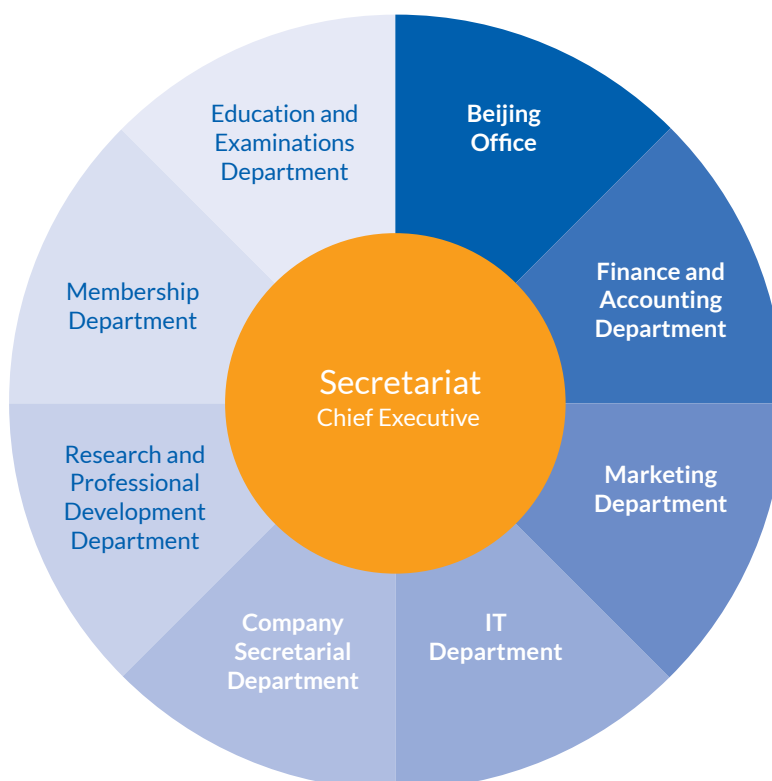 Education and
Examinations
Department
Beijing
Office
Membership
Department
Finance and
Accounting
Department
Secretariat
Chief Executive
Research and
Professional
Development
Department
Marketing
Department
Company
Secretarial
Department
IT
Department